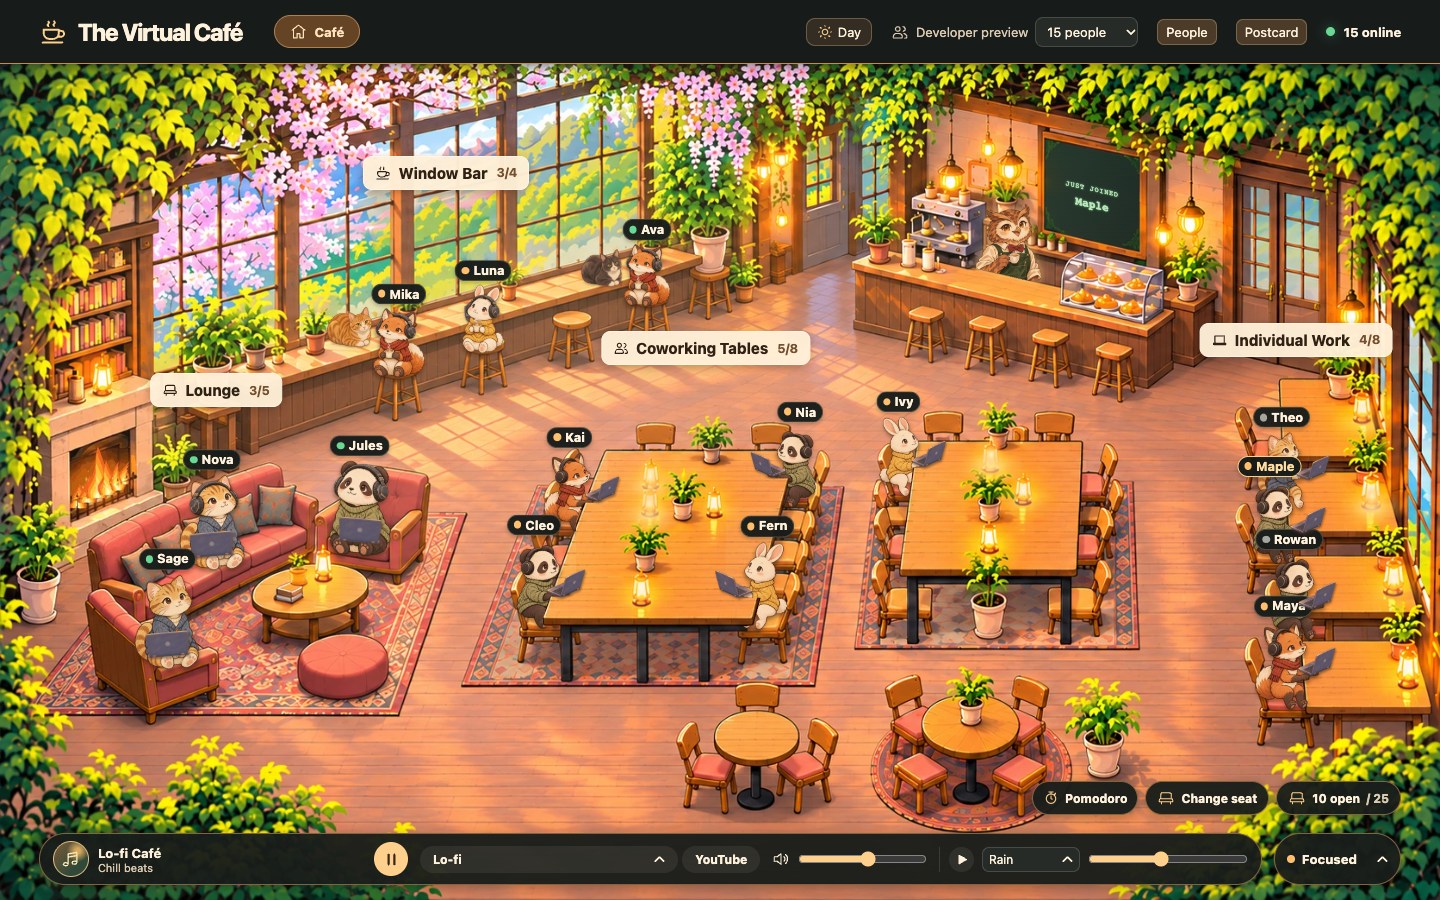 The Virtual Café
Café
Day
Developer preview
15 people
People
Postcard
15 online
Window Bar 3/4
JUST JOINED
Maple
Ava
Luna
Mika
Coworking Tables 5/8
Individual Work 4/8
Lounge 3/5
Ivy
Nia
Theo
Kai
Jules
Nova
Maple
Cleo
Fern
Rowan
Sage
Maya
Pomodoro
Change seat
10 open / 25
Lo-fi Café
Chill beats
Lo-fi
YouTube
Rain
Focused